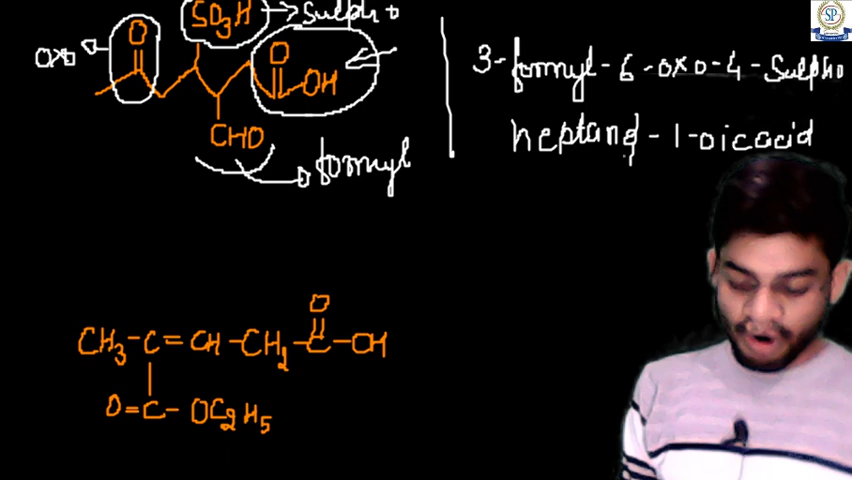 SO3H → Sulpho
OXO
O
O
OH
CHO
formyl
3-formyl-6-oxo-4-Sulpho
heptane-1-oic acid
SP
O
CH3-C=CH-CH2-C-OH
O=C-OC2H5